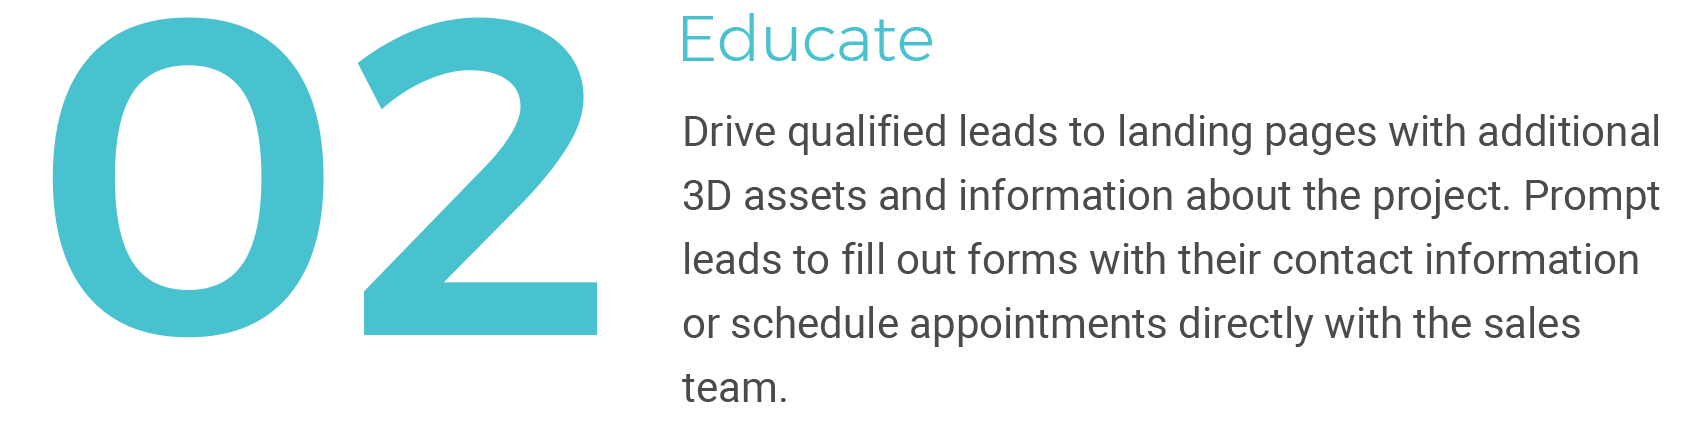 02
Educate
Drive qualified leads to landing pages with additional
3D assets and information about the project. Prompt
leads to fill out forms with their contact information
or schedule appointments directly with the sales
team.